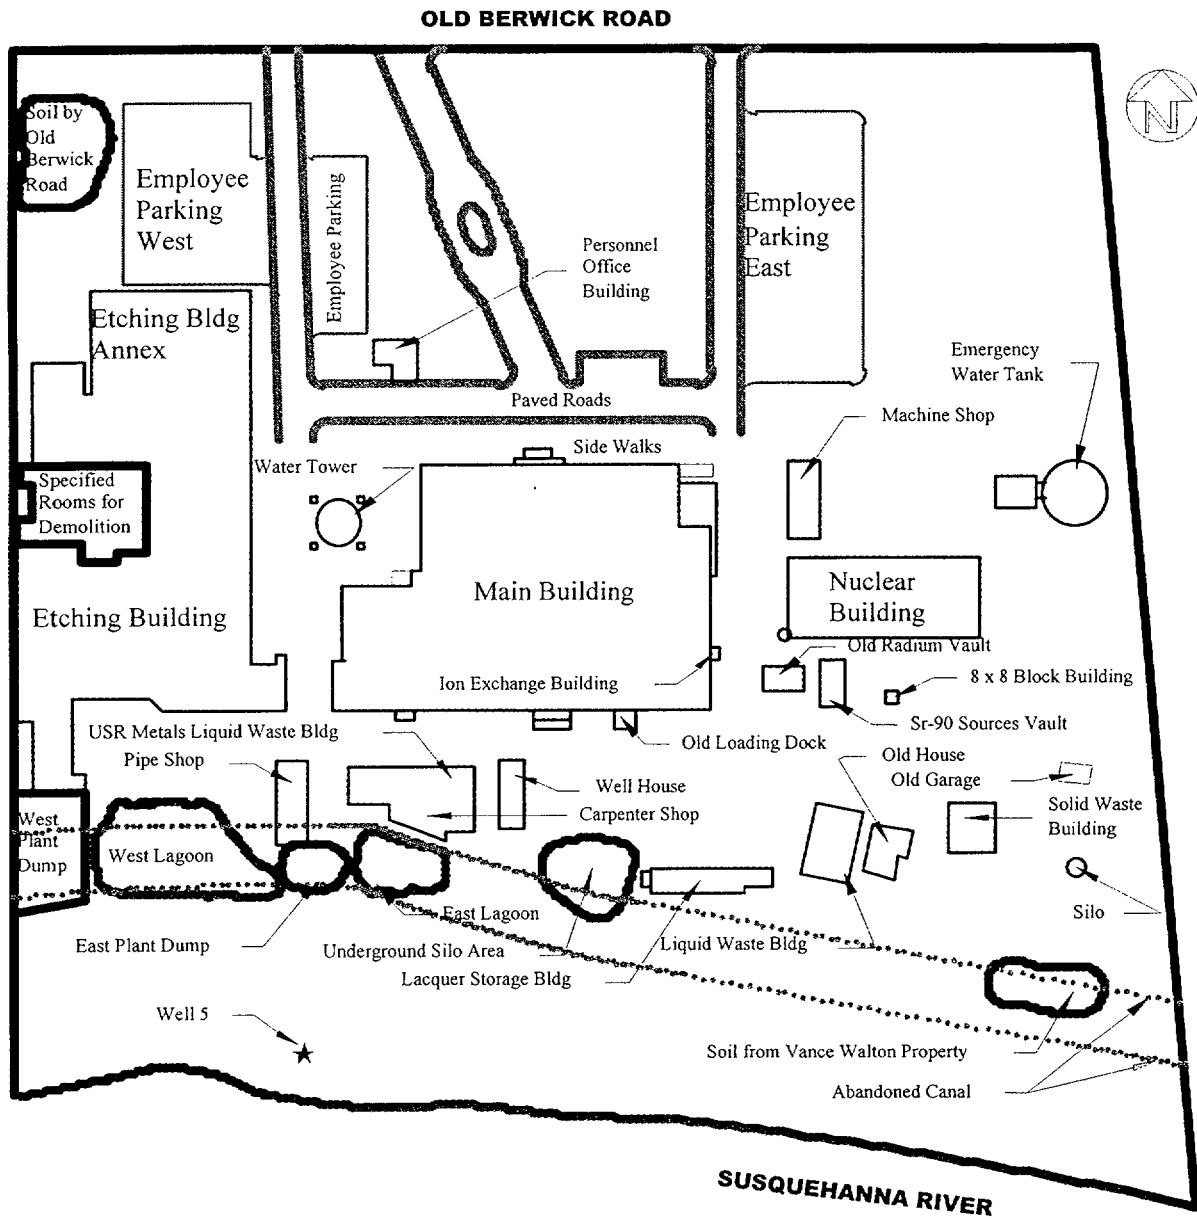 OLD BERWICK ROAD
N
Soil by
Old
Berwick
Road
Employee
Parking
West
Employee Parking
Personnel
Office
Building
Employee
Parking
East
Etching Bldg
Annex
Emergency
Water Tank
Paved Roads
Machine Shop
Side Walks
Water Tower
Specified
Rooms for
Demolition
Main Building
Nuclear
Building
Etching Building
Old Radium Vault
Ion Exchange Building
8 x 8 Block Building
Sr-90 Sources Vault
USR Metals Liquid Waste Bldg
Old Loading Dock
Pipe Shop
Old House
Old Garage
Well House
Carpenter Shop
Solid Waste
Building
West
Plant
Dump
West Lagoon
East Lagoon
Silo
East Plant Dump
Underground Silo Area
Liquid Waste Bldg
Lacquer Storage Bldg
Well 5
Soil from Vance Walton Property
Abandoned Canal
SUSQUEHANNA RIVER